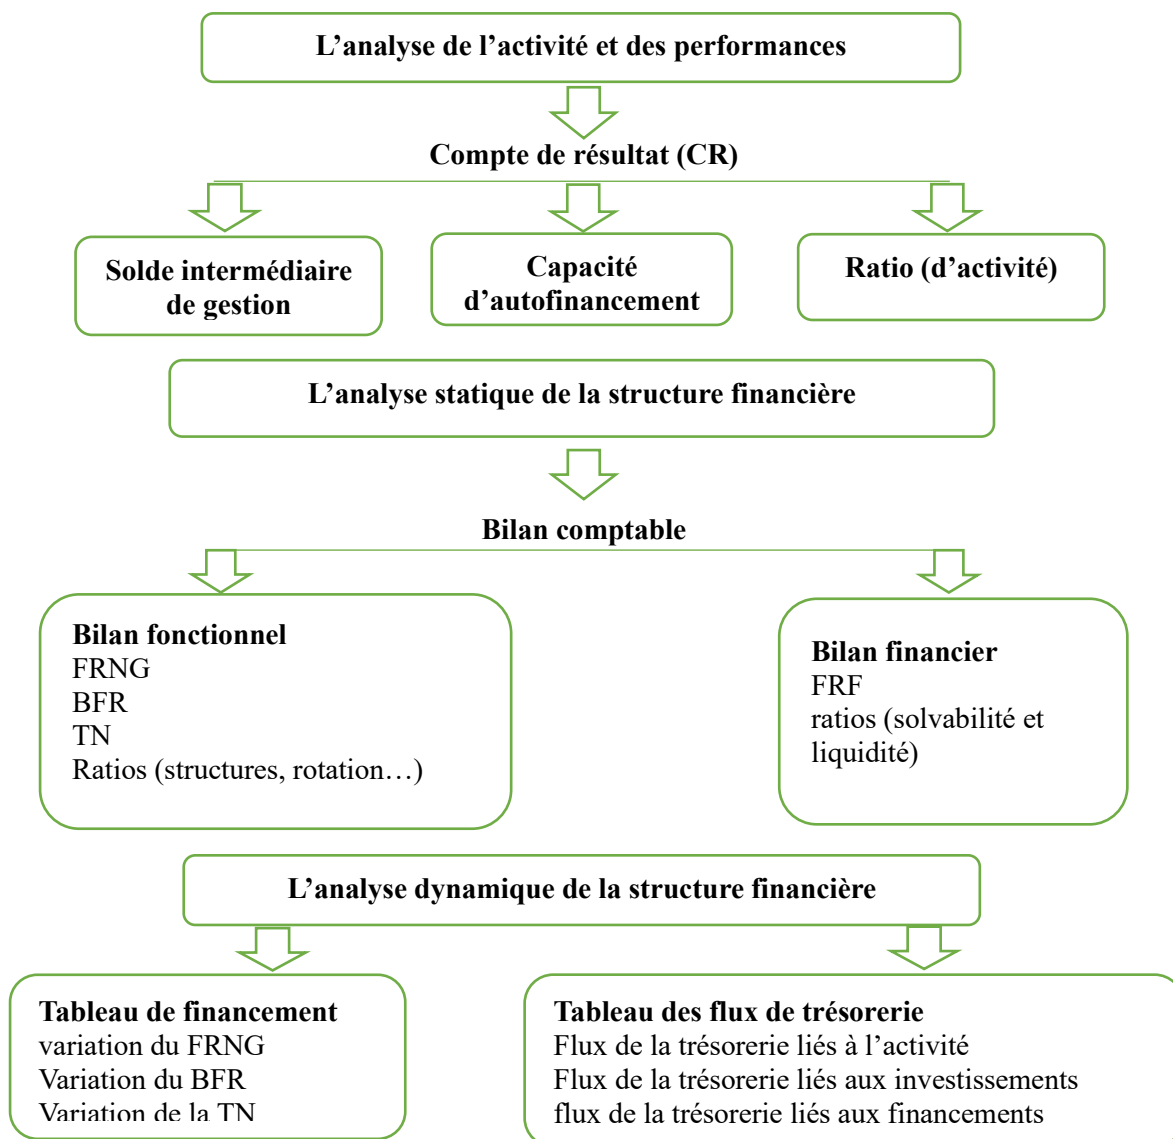 L’analyse de l’activité et des performances
Compte de résultat (CR)
Solde intermédiaire
de gestion
Capacité
d’autofinancement
Ratio (d’activité)
L’analyse statique de la structure financière
Bilan comptable
Bilan fonctionnel
FRNG
BFR
TN
Ratios (structures, rotation…)
Bilan financier
FRF
ratios (solvabilité et
liquidité)
L’analyse dynamique de la structure financière
Tableau de financement
variation du FRNG
Variation du BFR
Variation de la TN
Tableau des flux de trésorerie
Flux de la trésorerie liés à l’activité
Flux de la trésorerie liés aux investissements
flux de la trésorerie liés aux financements